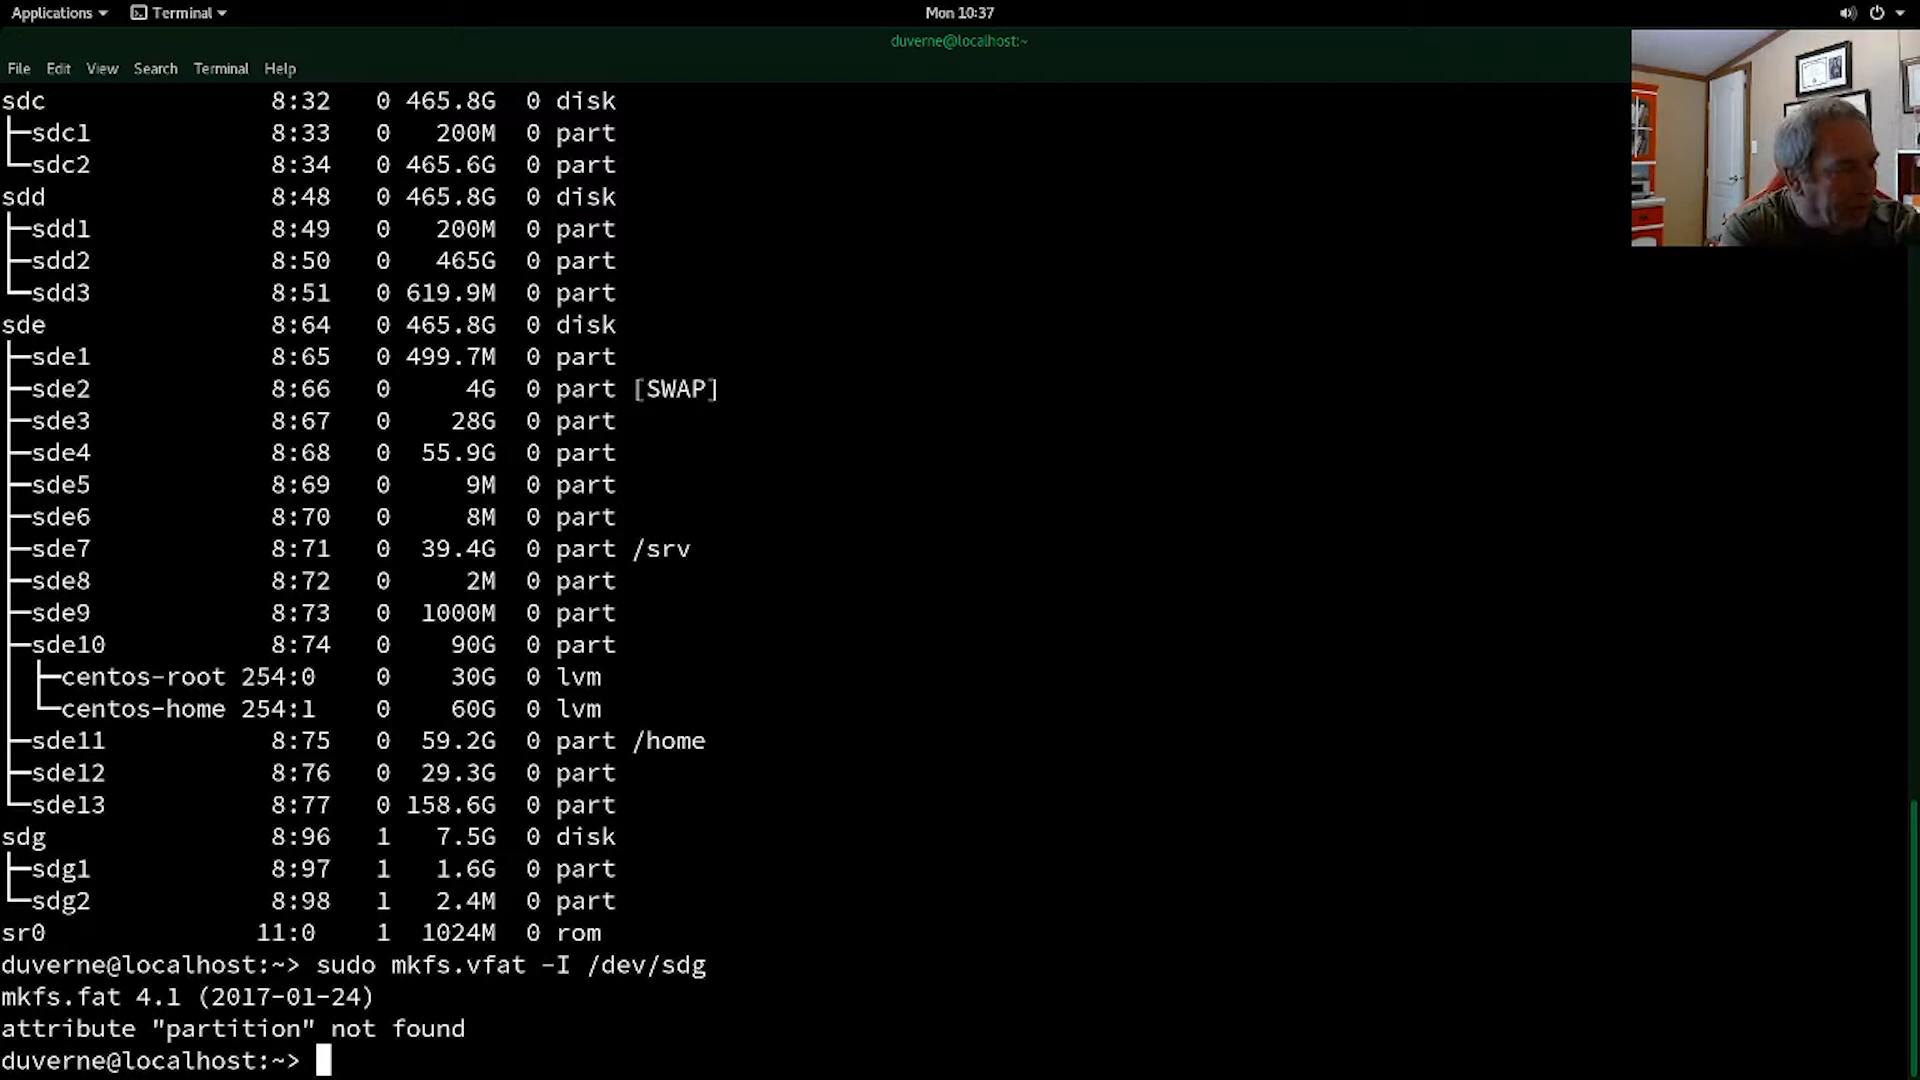 Applications Terminal Mon 10:37
duverne@localhost:~
File Edit View Search Terminal Help
sdc 8:32 0 465.8G 0 disk
├─sdc1 8:33 0 200M 0 part
└─sdc2 8:34 0 465.6G 0 part
sdd 8:48 0 465.8G 0 disk
├─sdd1 8:49 0 200M 0 part
├─sdd2 8:50 0 465G 0 part
└─sdd3 8:51 0 619.9M 0 part
sde 8:64 0 465.8G 0 disk
├─sde1 8:65 0 499.7M 0 part
├─sde2 8:66 0 4G 0 part [SWAP]
├─sde3 8:67 0 28G 0 part
├─sde4 8:68 0 55.9G 0 part
├─sde5 8:69 0 9M 0 part
├─sde6 8:70 0 8M 0 part
├─sde7 8:71 0 39.4G 0 part /srv
├─sde8 8:72 0 2M 0 part
├─sde9 8:73 0 1000M 0 part
├─sde10 8:74 0 90G 0 part
│ ├─centos-root 254:0 0 30G 0 lvm
│ └─centos-home 254:1 0 60G 0 lvm
├─sde11 8:75 0 59.2G 0 part /home
├─sde12 8:76 0 29.3G 0 part
└─sde13 8:77 0 158.6G 0 part
sdg 8:96 1 7.5G 0 disk
├─sdg1 8:97 1 1.6G 0 part
└─sdg2 8:98 1 2.4M 0 part
sr0 11:0 1 1024M 0 rom
duverne@localhost:~> sudo mkfs.vfat -I /dev/sdg
mkfs.fat 4.1 (2017-01-24)
attribute "partition" not found
duverne@localhost:~>